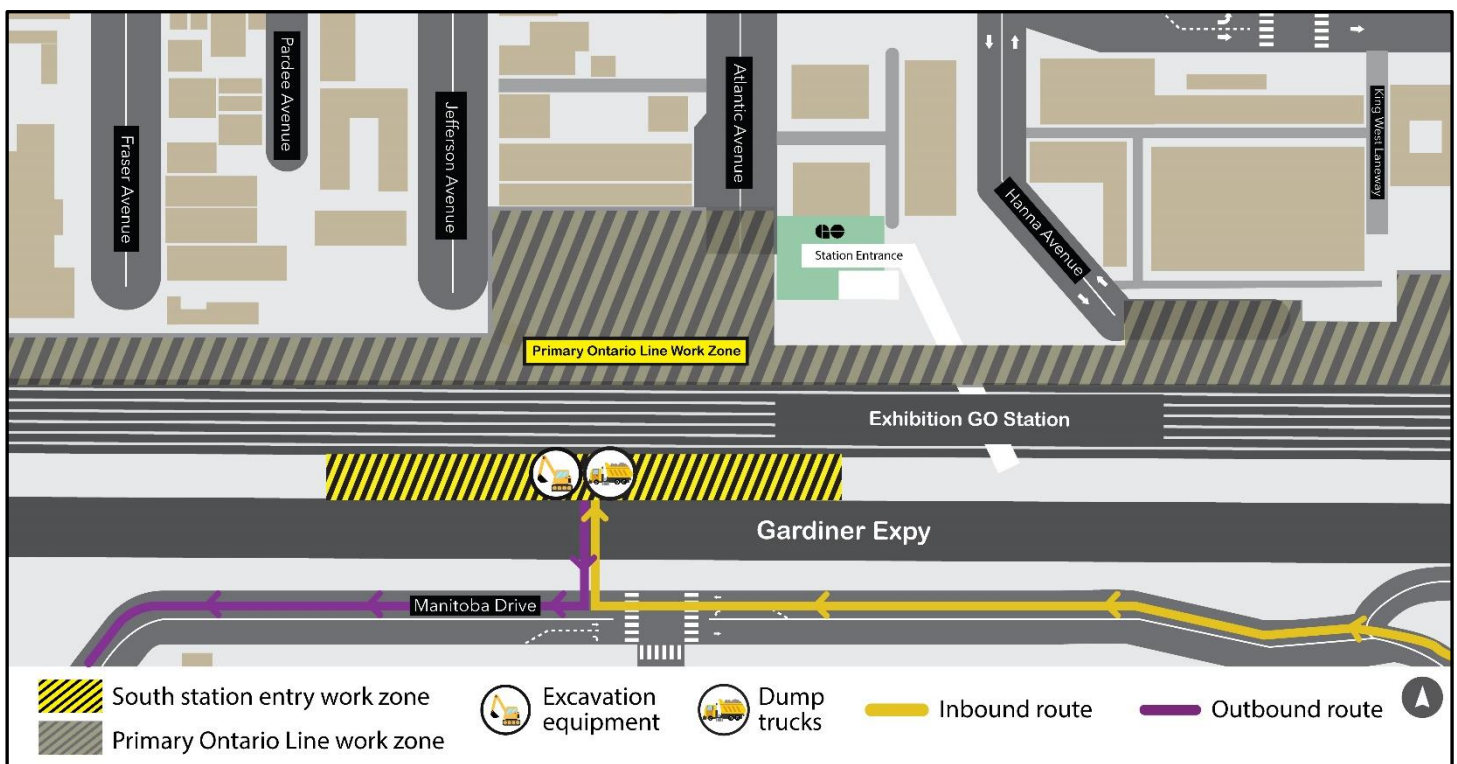 Fraser Avenue
Pardee Avenue
Jefferson Avenue
Atlantic Avenue
Hanna Avenue
King West Laneway
GO
Station Entrance
Primary Ontario Line Work Zone
Exhibition GO Station
Gardiner Expy
Manitoba Drive
South station entry work zone
Primary Ontario Line work zone
Excavation
equipment
Dump
trucks
Inbound route
Outbound route